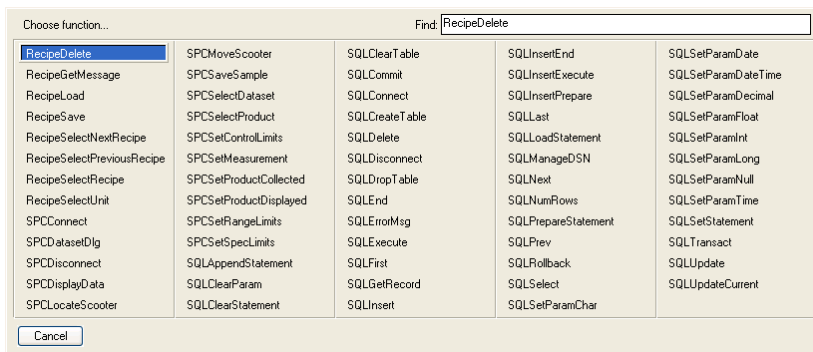 Choose function... Find: RecipeDelete
RecipeDelete SPCMoveScooter SQLClearTable SQLInsertEnd SQLSetParamDate
RecipeGetMessage SPCSaveSample SQLCommit SQLInsertExecute SQLSetParamDateTime
RecipeLoad SPCSelectDataset SQLConnect SQLInsertPrepare SQLSetParamDecimal
RecipeSave SPCSelectProduct SQLCreateTable SQLLast SQLSetParamFloat
RecipeSelectNextRecipe SPCSetControlLimits SQLDelete SQLLoadStatement SQLSetParamInt
RecipeSelectPreviousRecipe SPCSetMeasurement SQLDisconnect SQLManageDSN SQLSetParamLong
RecipeSelectRecipe SPCSetProductCollected SQLDropTable SQLNext SQLSetParamNull
RecipeSelectUnit SPCSetProductDisplayed SQLEnd SQLNumRows SQLSetParamTime
SPCConnect SPCSetRangeLimits SQLErrorMsg SQLPrepareStatement SQLSetStatement
SPCDatasetDlg SPCSetSpecLimits SQLExecute SQLPrev SQLTransact
SPCDisconnect SQLAppendStatement SQLFirst SQLRollback SQLUpdate
SPCDisplayData SQLClearParam SQLGetRecord SQLSelect SQLUpdateCurrent
SPCLocateScooter SQLClearStatement SQLInsert SQLSetParamChar
Cancel